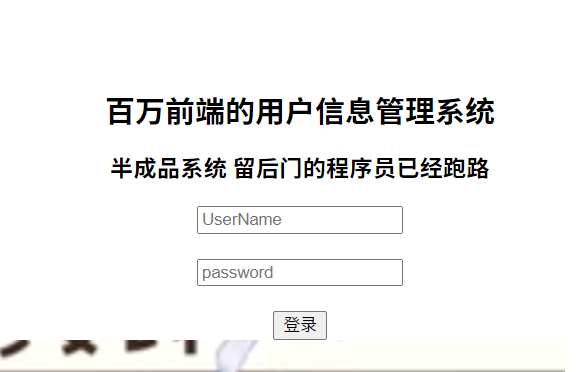 百万前端的用户信息管理系统
半成品系统 留后门的程序员已经跑路
UserName
password
登录